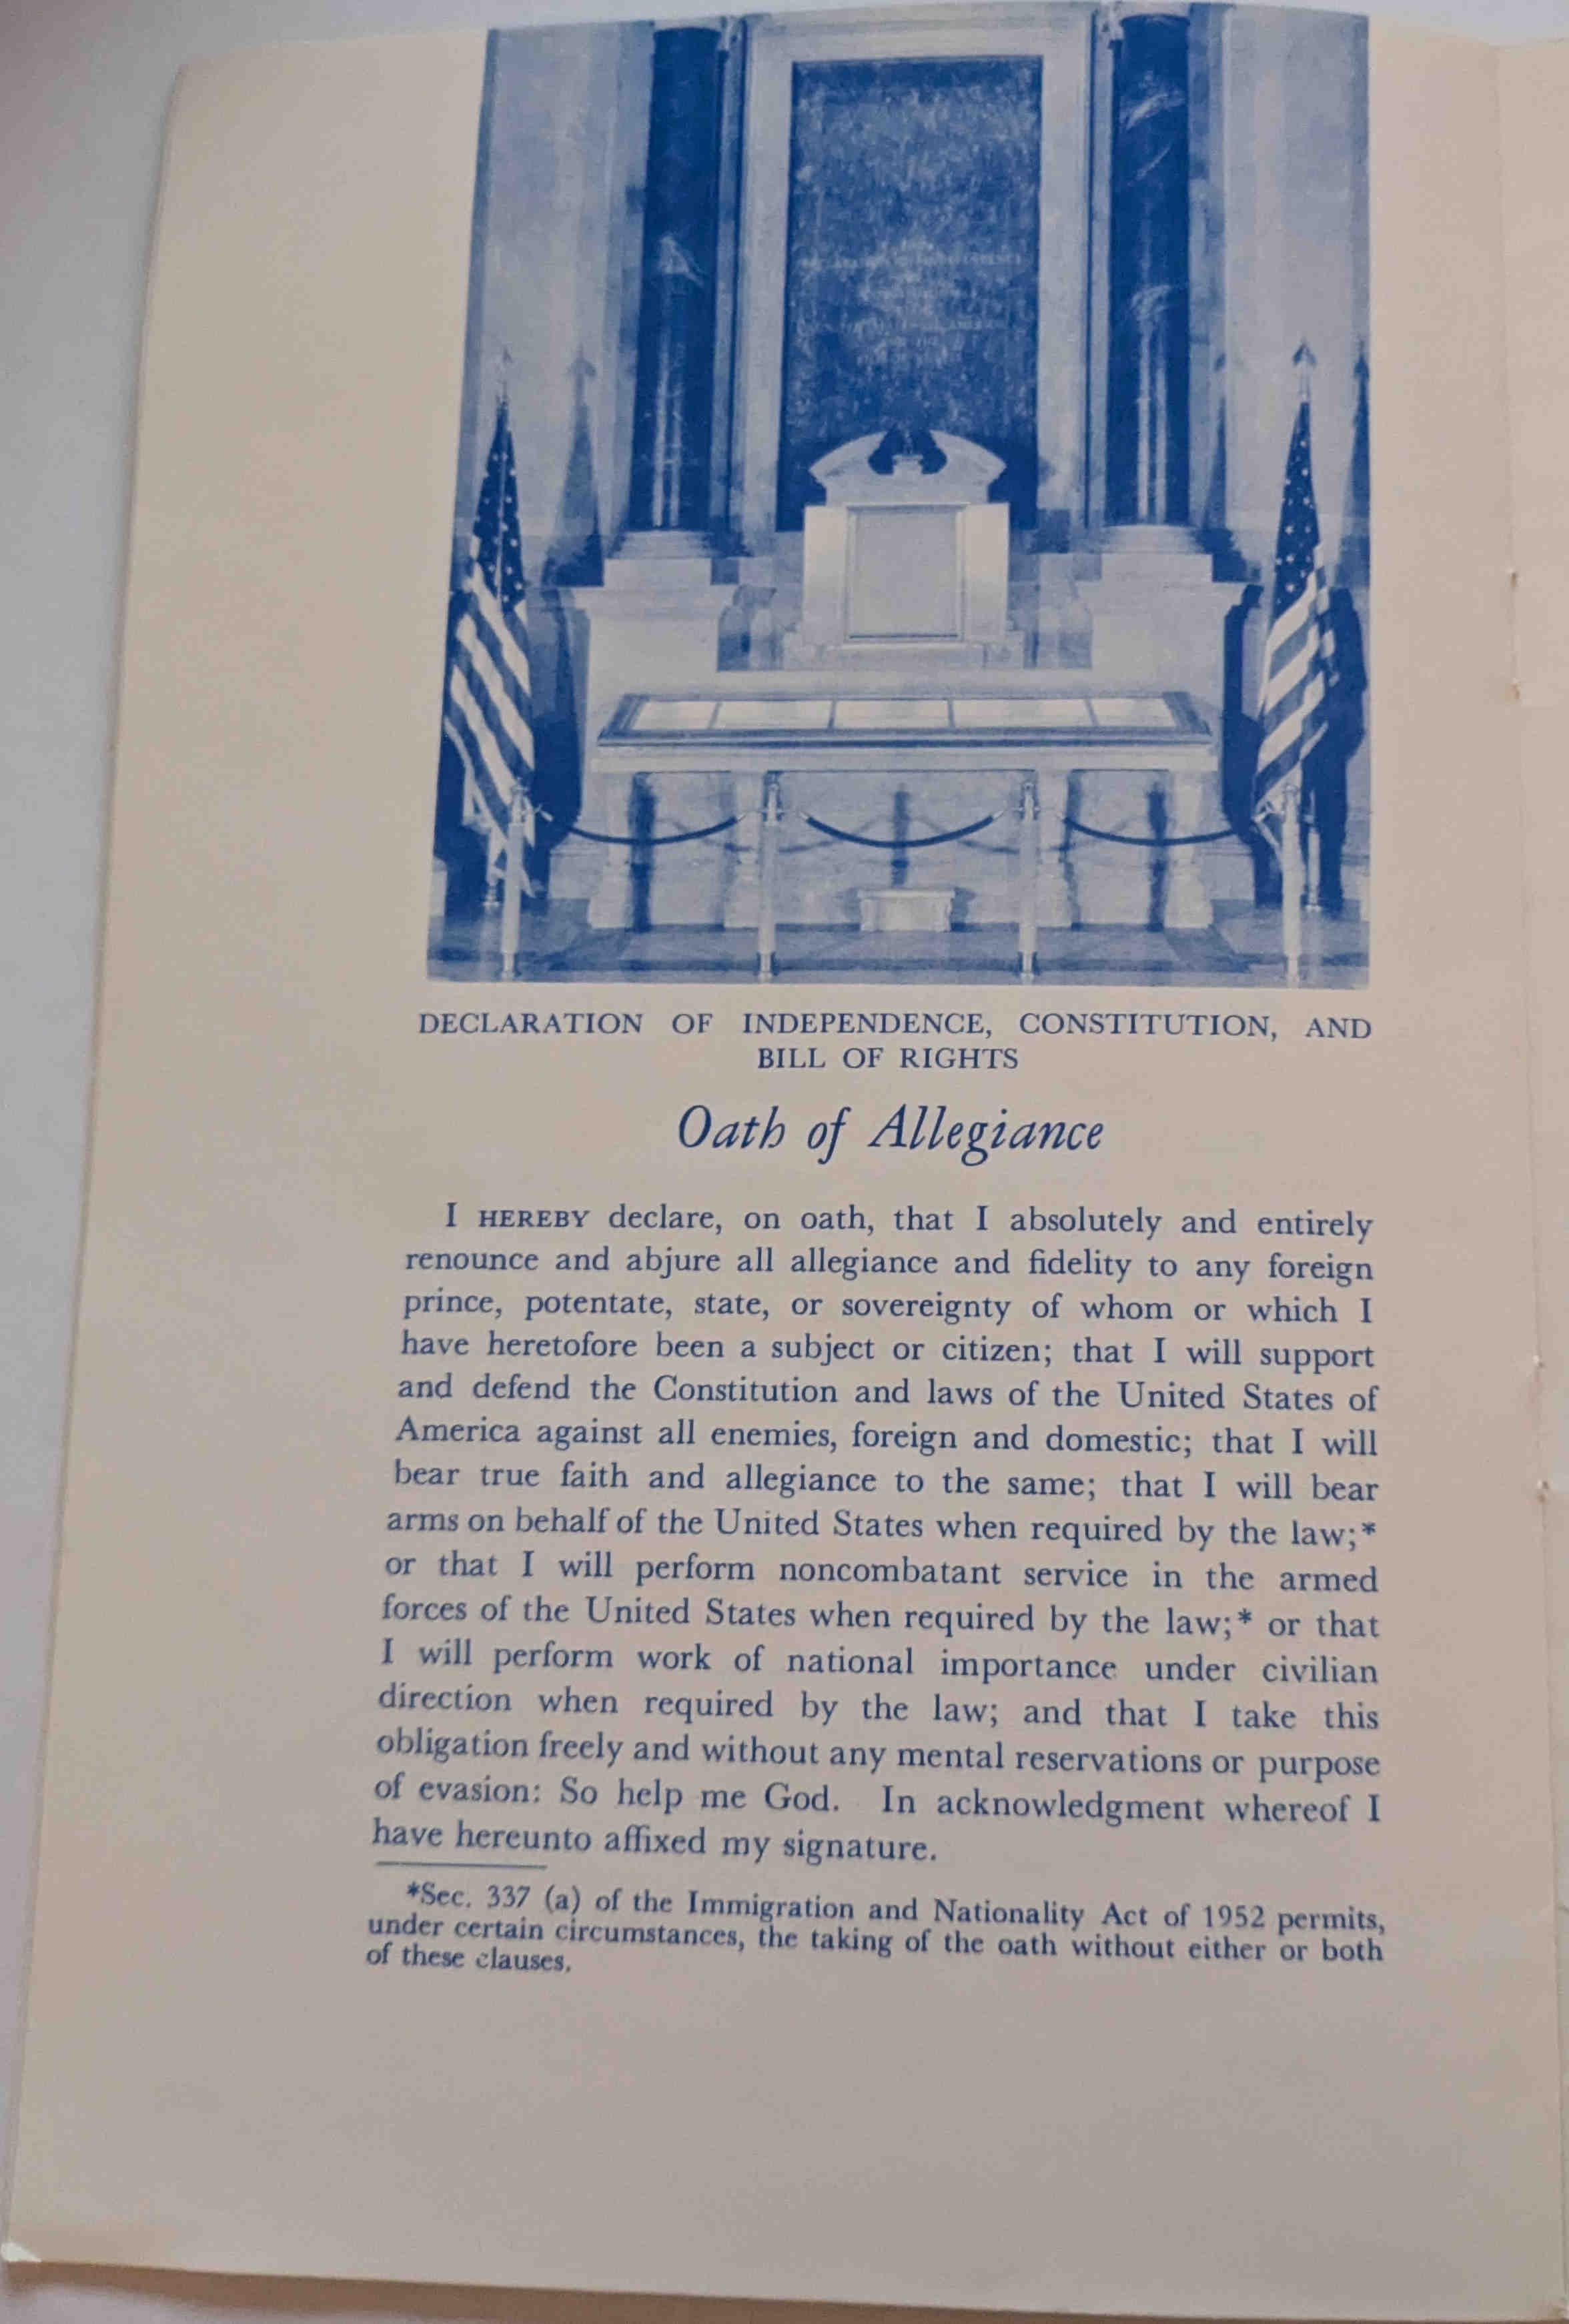 DECLARATION OF INDEPENDENCE, CONSTITUTION, AND
BILL OF RIGHTS
Oath of Allegiance
I HEREBY declare, on oath, that I absolutely and entirely
renounce and abjure all allegiance and fidelity to any foreign
prince, potentate, state, or sovereignty of whom or which I
have heretofore been a subject or citizen; that I will support
and defend the Constitution and laws of the United States of
America against all enemies, foreign and domestic; that I will
bear true faith and allegiance to the same; that I will bear
arms on behalf of the United States when required by the law;*
or that I will perform noncombatant service in the armed
forces of the United States when required by the law;* or that
I will perform work of national importance under civilian
direction when required by the law; and that I take this
obligation freely and without any mental reservations or purpose
of evasion: So help me God. In acknowledgment whereof I
have hereunto affixed my signature.
*Sec. 337 (a) of the Immigration and Nationality Act of 1952 permits,
under certain circumstances, the taking of the oath without either or both
of these clauses.